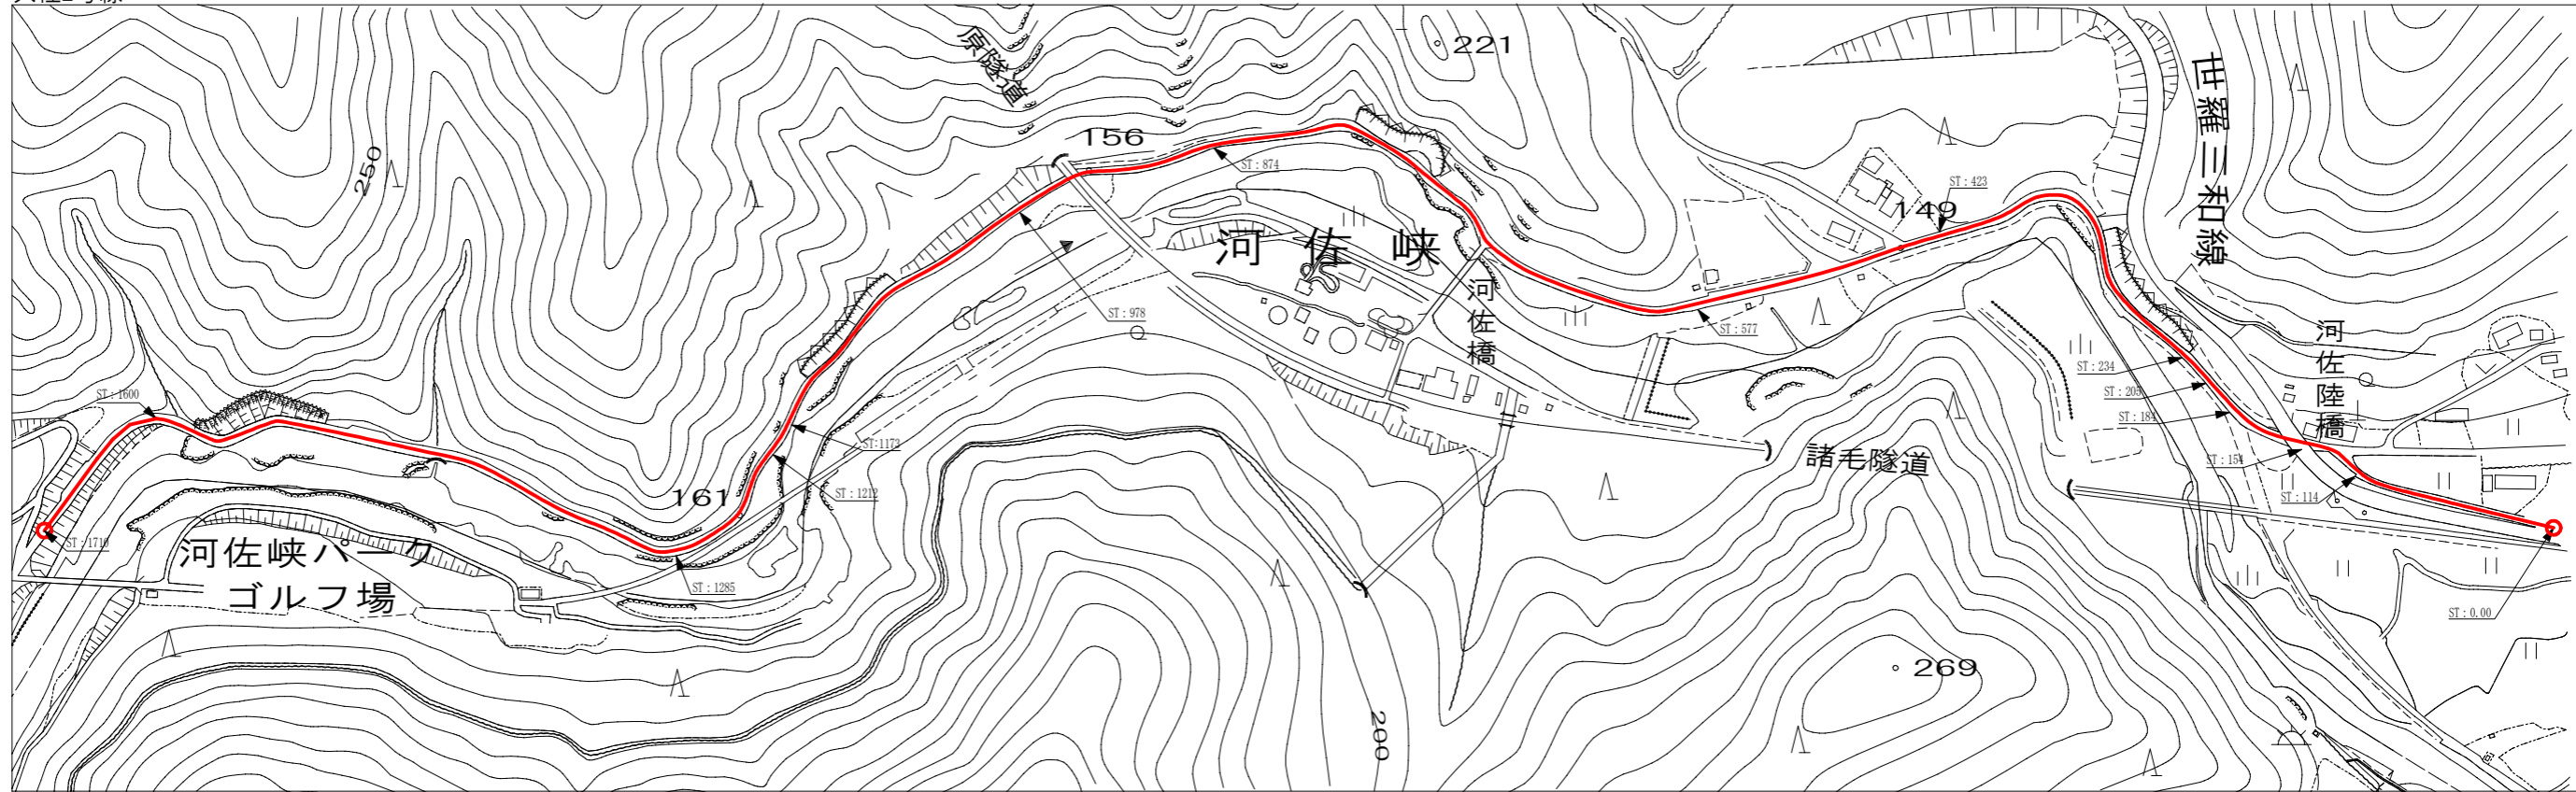 221
原隧道
世羅三和線
156
250
ST : 874
ST : 423
149
河佐峡
河佐橋
ST : 978
ST : 577
河佐陸橋
ST : 234
ST : 205
ST : 184
ST : 154
ST : 114
ST : 1600
ST:1173
諸毛隧道
161
ST : 1212
ST : 1710
河佐峡パーク
ゴルフ場
ST : 1285
ST : 0.00
269
200